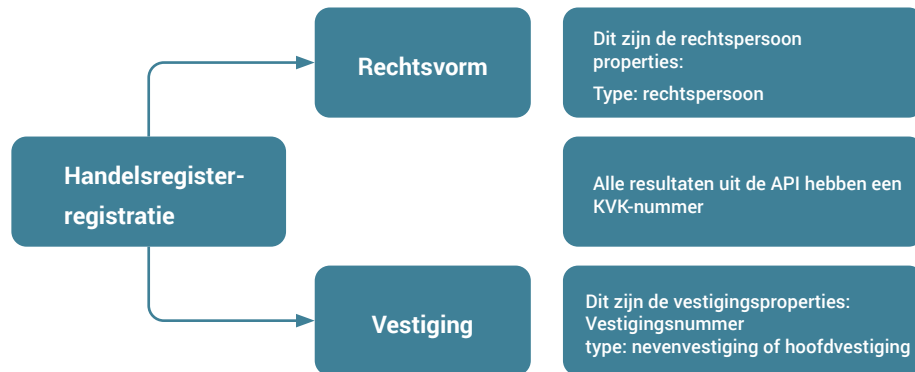 Rechtsvorm
Dit zijn de rechtspersoon
properties:
Type: rechtspersoon
Handelsregister-
registratie
Alle resultaten uit de API hebben een
KVK-nummer
Vestiging
Dit zijn de vestigingsproperties:
Vestigingsnummer
type: nevenvestiging of hoofdvestiging